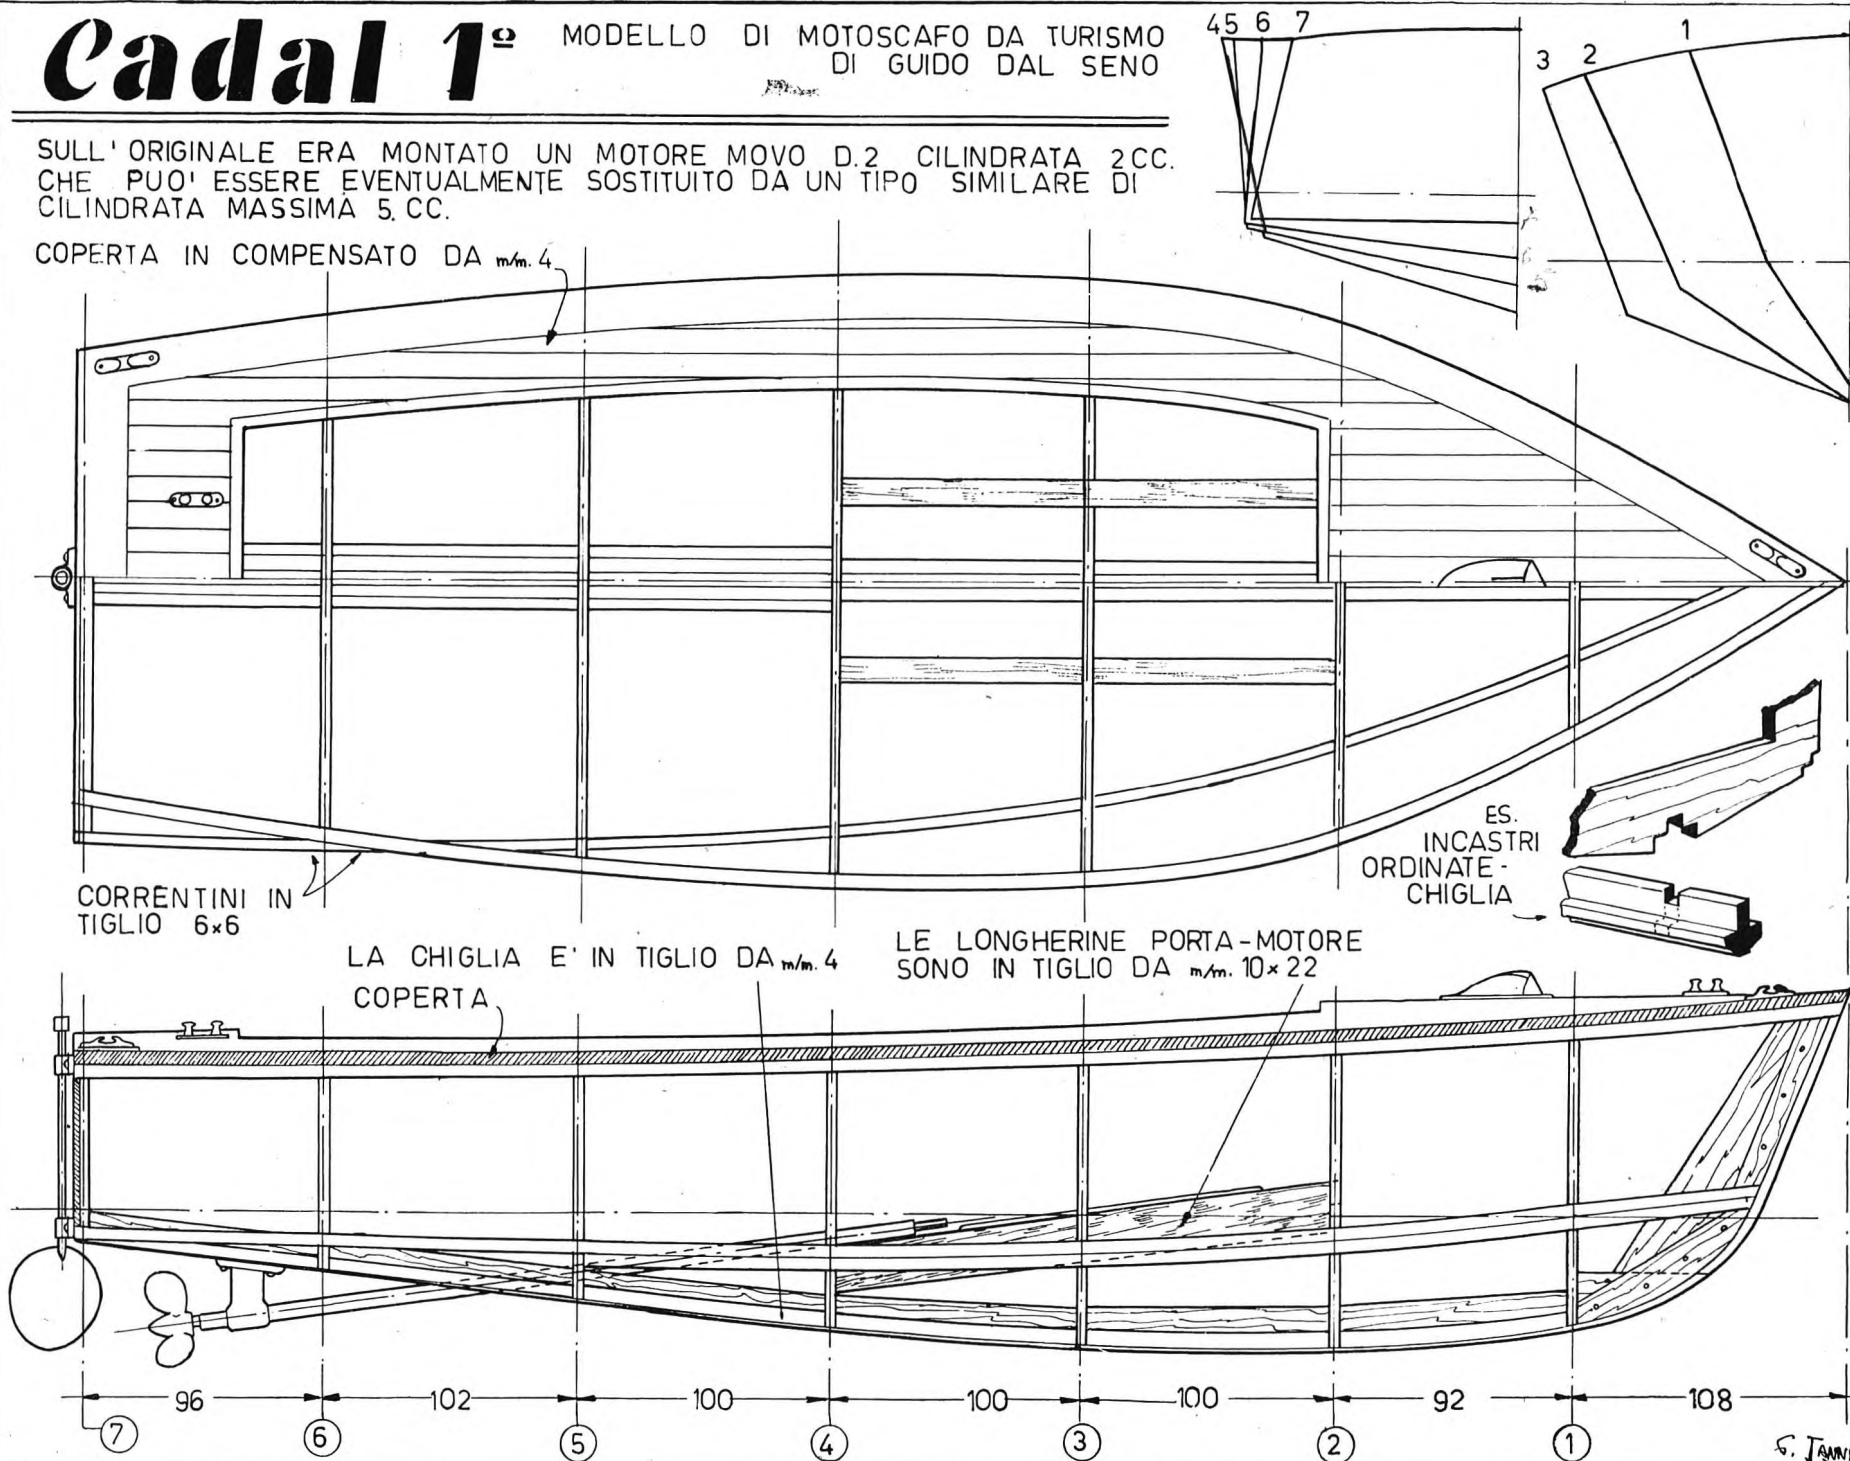 Cadal 1º
MODELLO DI MOTOSCAFO DA TURISMO
DI GUIDO DAL SENO
SULL' ORIGINALE ERA MONTATO UN MOTORE MOVO D.2 CILINDRATA 2CC.
CHE PUO' ESSERE EVENTUALMENTE SOSTITUITO DA UN TIPO SIMILARE DI
CILINDRATA MASSIMA 5. CC.
COPERTA IN COMPENSATO DA m/m. 4
4 5 6 7
3 2 1
ES.
INCASTRI
ORDINATE-
CHIGLIA
CORRENTINI IN
TIGLIO 6×6
LA CHIGLIA E' IN TIGLIO DA m/m. 4
COPERTA
LE LONGHERINE PORTA-MOTORE
SONO IN TIGLIO DA m/m. 10×22
96 102 100 100 100 92 108
7 6 5 4 3 2 1